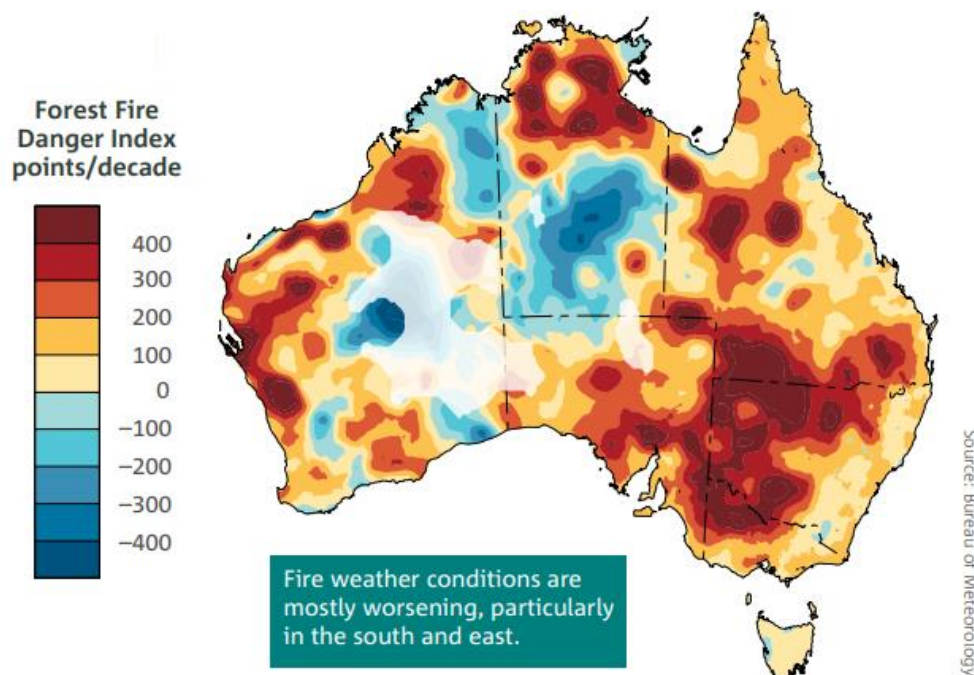 Forest Fire
Danger Index
points/decade
400
300
200
100
0
−100
−200
−300
−400
Fire weather conditions are
mostly worsening, particularly
in the south and east.
Source: Bureau of Meteorology